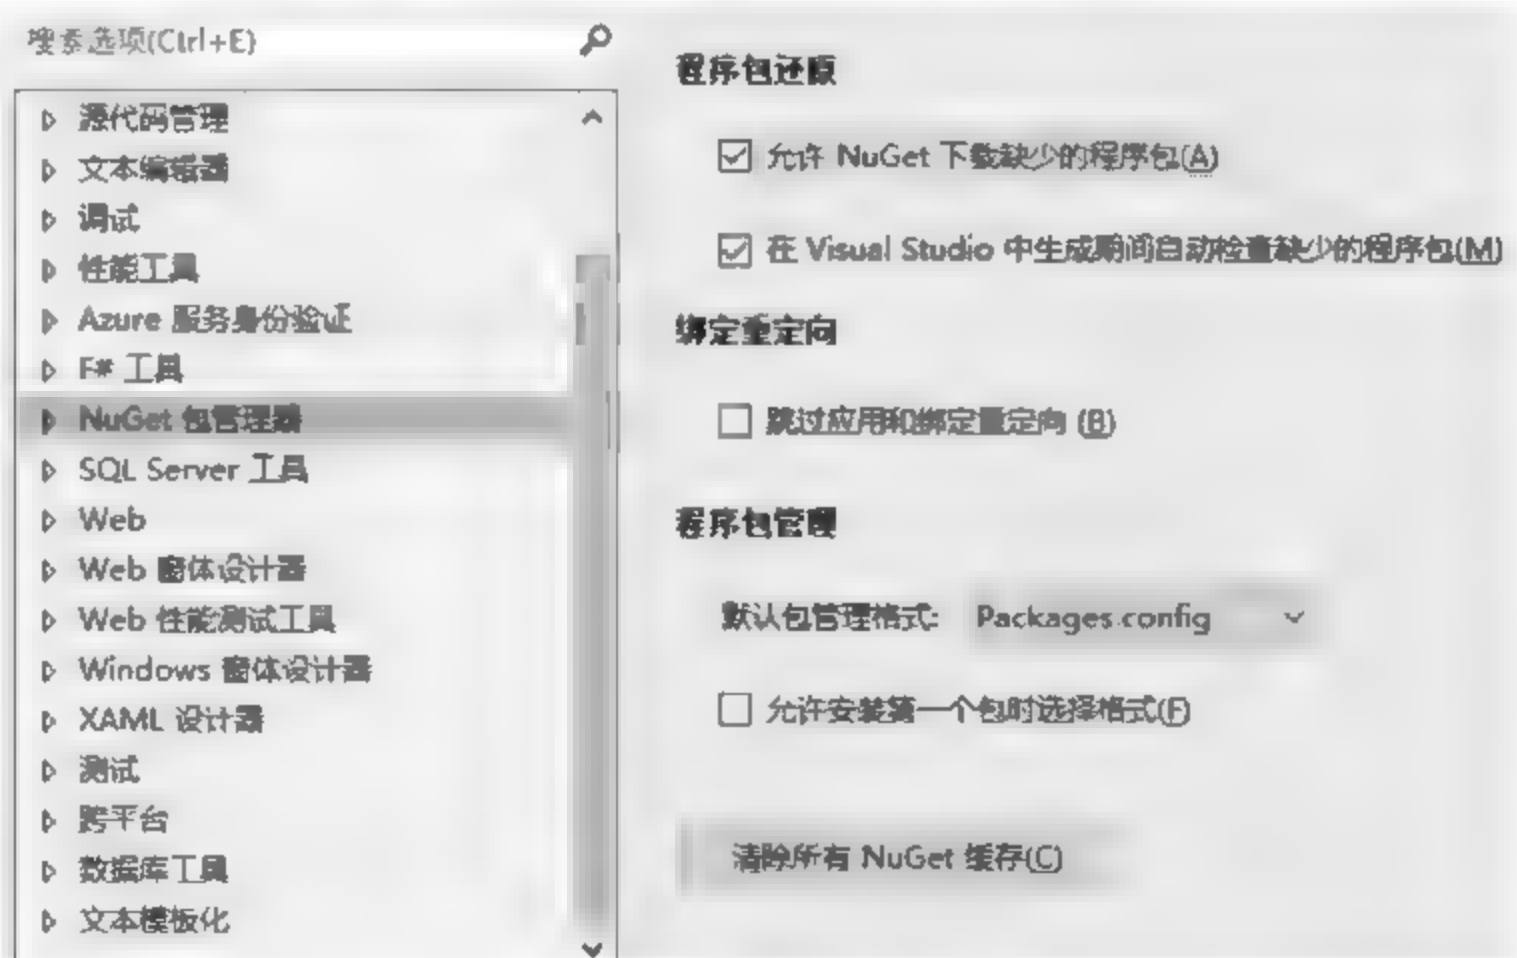 搜索选项(Ctrl+E)
源代码管理
文本编辑器
调试
性能工具
Azure 服务身份验证
F# 工具
NuGet 包管理器
SQL Server 工具
Web
Web 窗体设计器
Web 性能测试工具
Windows 窗体设计器
XAML 设计器
测试
跨平台
数据库工具
文本模板化
程序包还原
允许 NuGet 下载缺少的程序包(A)
在 Visual Studio 中生成期间自动检查缺少的程序包(M)
绑定重定向
跳过应用和绑定重定向 (B)
程序包管理
默认包管理格式: Packages.config
允许安装第一个包时选择格式(F)
清除所有 NuGet 缓存(C)